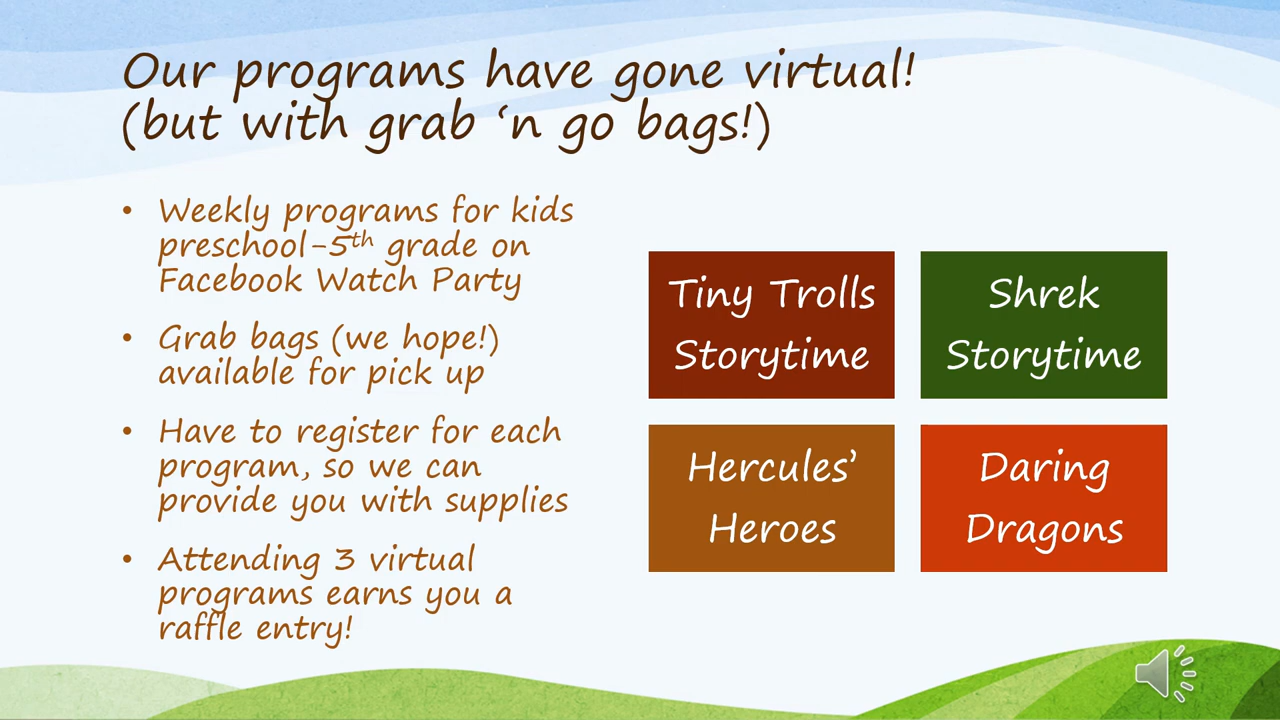 Our programs have gone virtual!
(but with grab ‘n go bags!)
• Weekly programs for kids
preschool-5th grade on
Facebook Watch Party
• Grab bags (we hope!)
available for pick up
• Have to register for each
program, so we can
provide you with supplies
• Attending 3 virtual
programs earns you a
raffle entry!
Tiny Trolls
Storytime
Shrek
Storytime
Hercules’
Heroes
Daring
Dragons